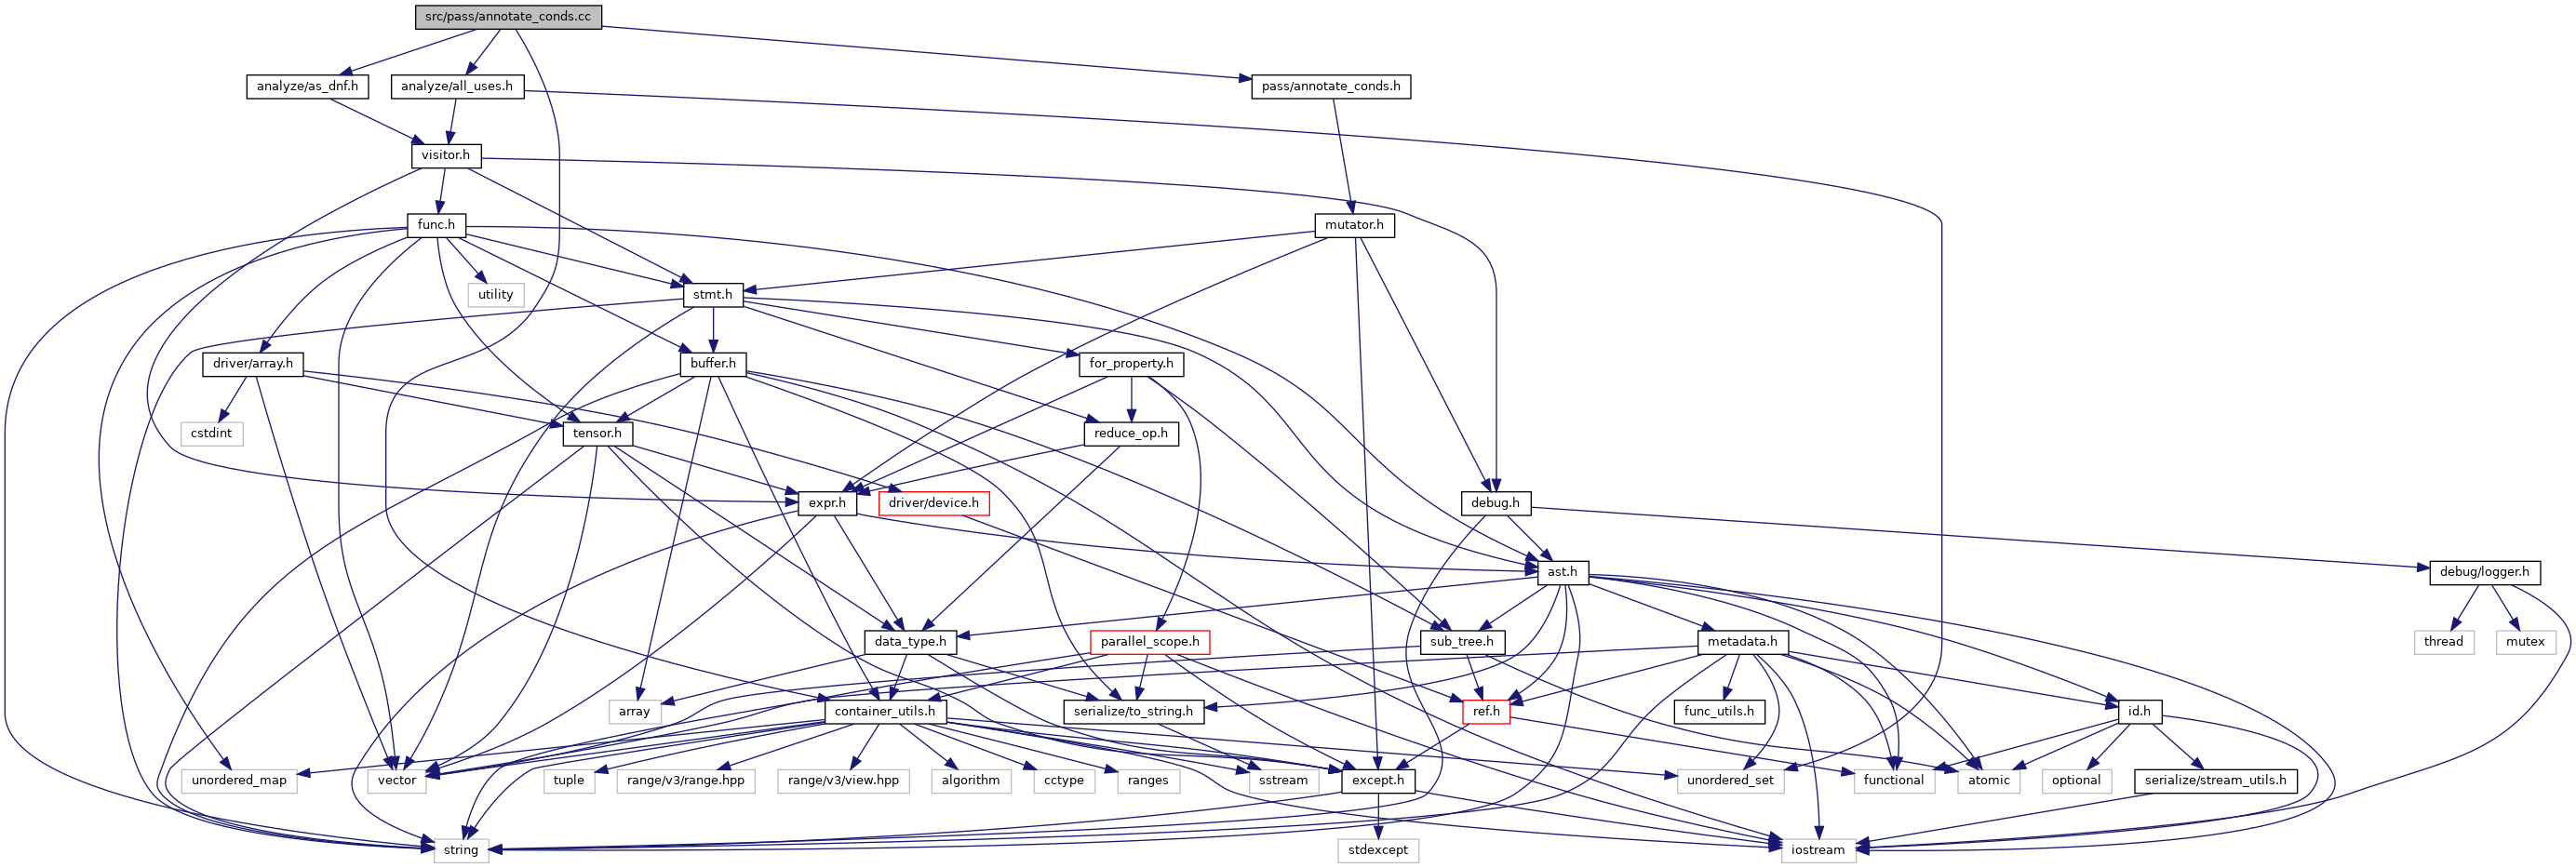 src/pass/annotate_conds.cc
analyze/as_dnf.h
analyze/all_uses.h
pass/annotate_conds.h
visitor.h
func.h
mutator.h
utility
stmt.h
driver/array.h
buffer.h
for_property.h
cstdint
tensor.h
reduce_op.h
expr.h
driver/device.h
debug.h
ast.h
debug/logger.h
data_type.h
parallel_scope.h
sub_tree.h
metadata.h
thread
mutex
array
container_utils.h
serialize/to_string.h
ref.h
func_utils.h
id.h
unordered_map
vector
tuple
range/v3/range.hpp
range/v3/view.hpp
algorithm
cctype
ranges
sstream
except.h
unordered_set
functional
atomic
optional
serialize/stream_utils.h
string
stdexcept
iostream